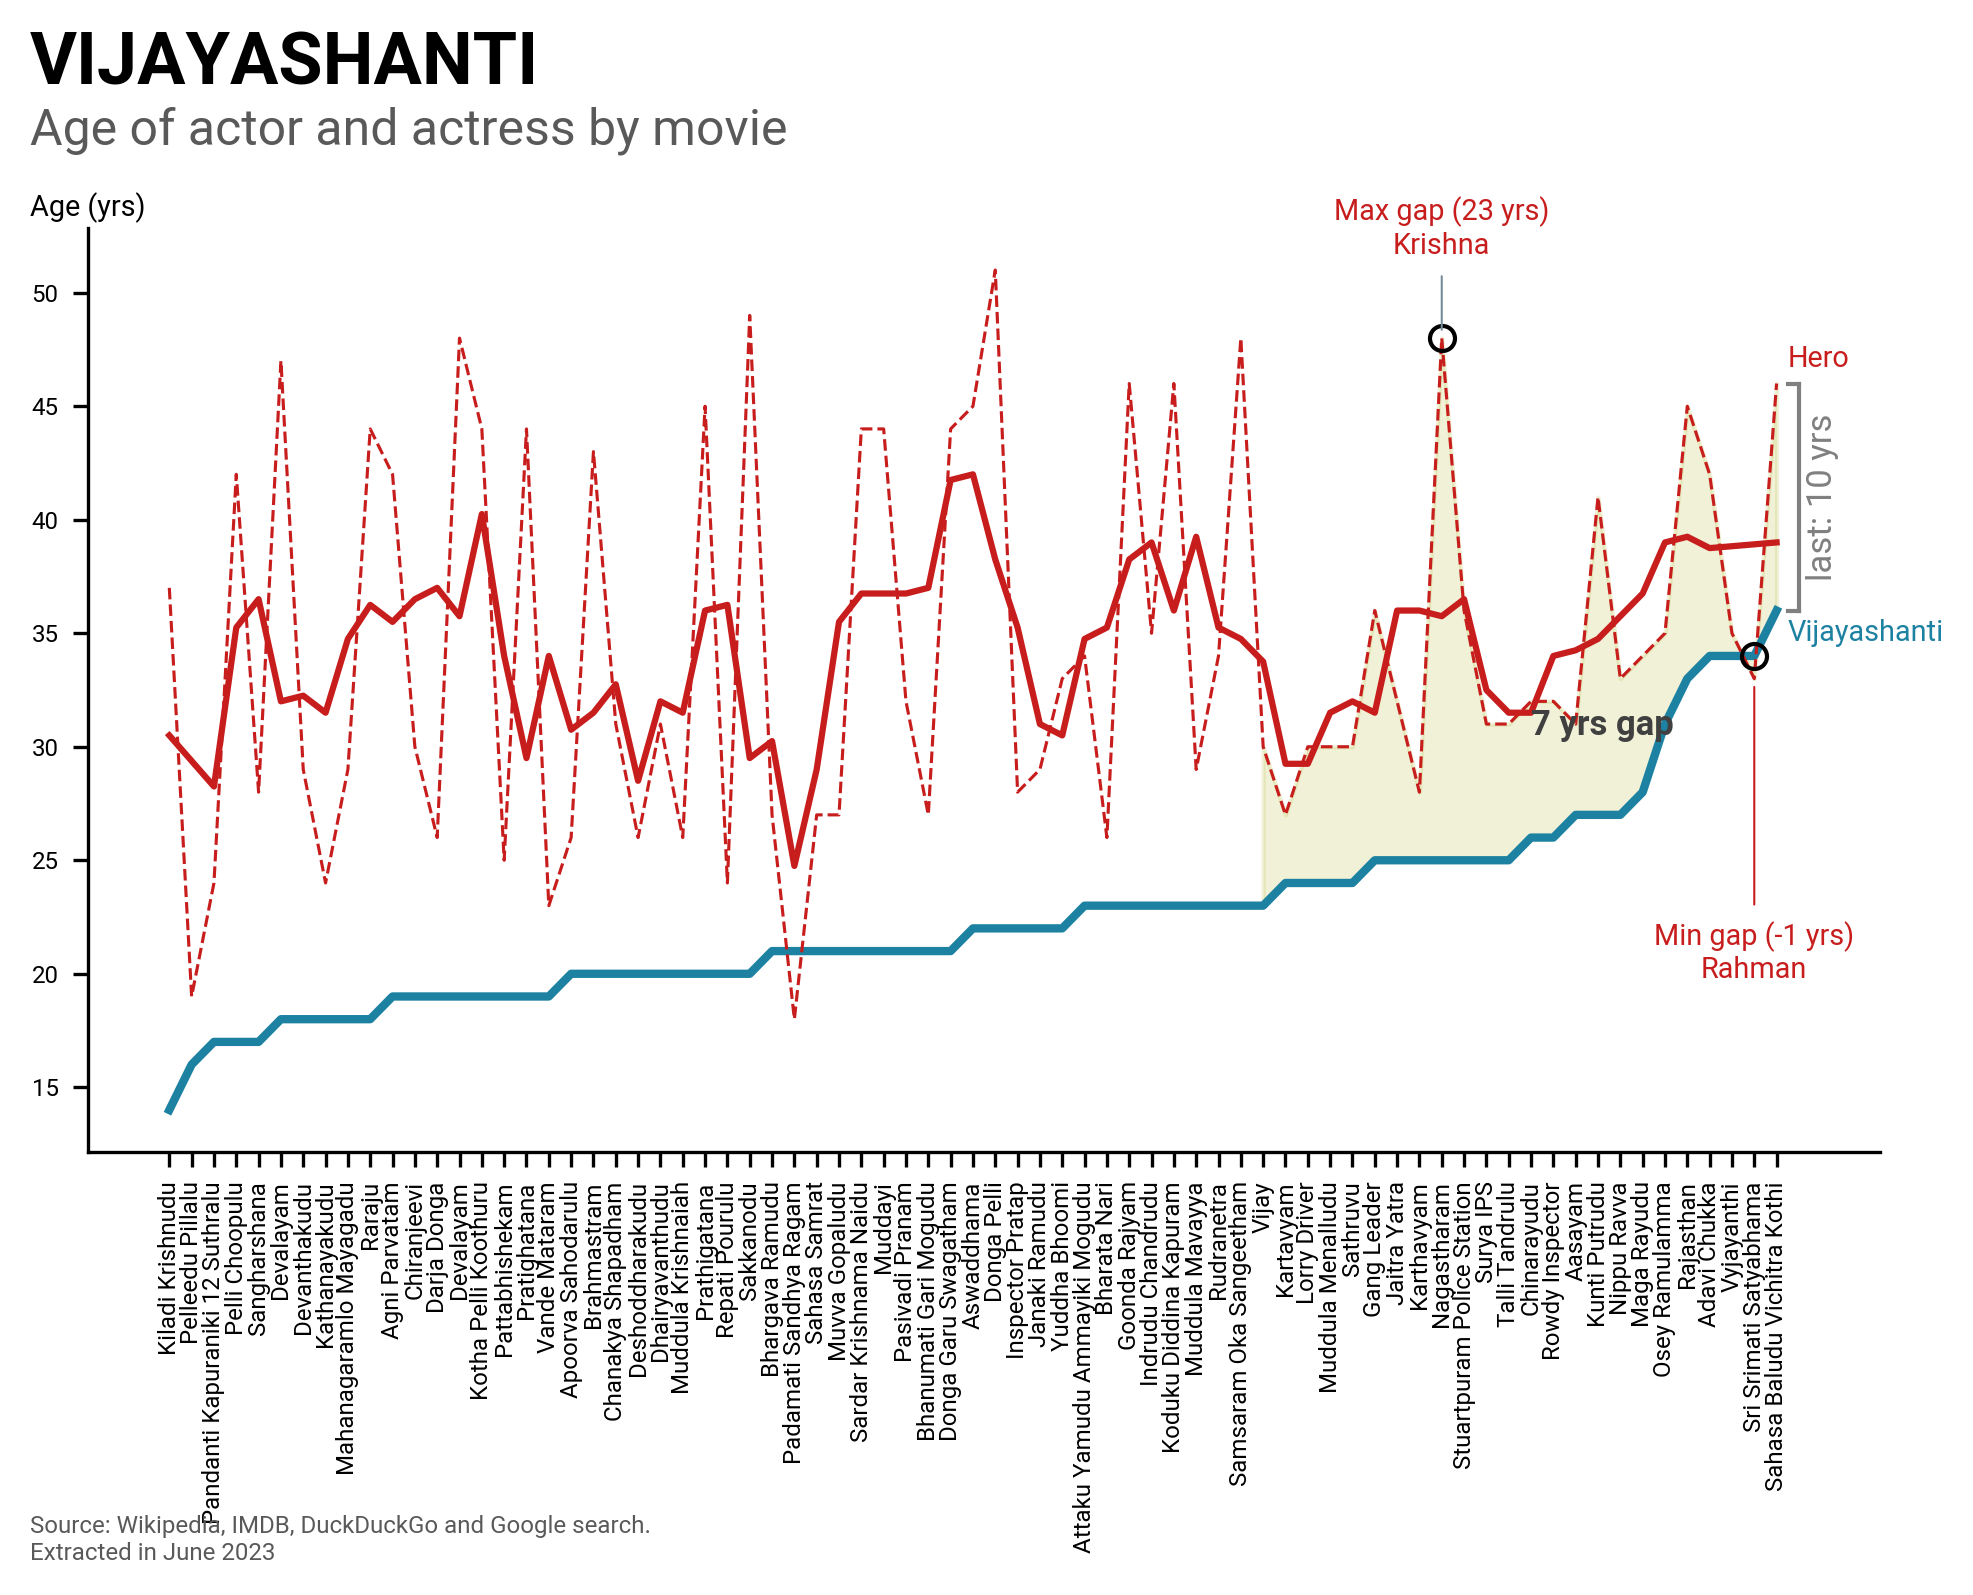 VIJAYASHANTI
Age of actor and actress by movie
Age (yrs)
Max gap (23 yrs)
Krishna
50
45
40
35
30
25
20
15
Hero
last: 10 yrs
Vijayashanti
7 yrs gap
Min gap (-1 yrs)
Rahman
Kiladi Krishnudu
Pelleedu Pillalu
Pandanti Kapuraniki 12 Suthralu
Pelli Choopulu
Sangharshana
Devalayam
Devanthakudu
Kathanayakudu
Mahanagaramlo Mayagadu
Raraju
Agni Parvatam
Chiranjeevi
Darja Donga
Devalayam
Kotha Pelli Koothuru
Pattabhishekam
Pratighatana
Vande Mataram
Apoorva Sahodarulu
Brahmastram
Chanakya Shapadham
Deshoddharakudu
Dhairyavanthudu
Muddula Krishnaiah
Prathigatana
Repati Pourulu
Sakkanodu
Bhargava Ramudu
Padamati Sandhya Ragam
Sahasa Samrat
Muvva Gopaludu
Sardar Krishnama Naidu
Muddayi
Pasivadi Pranam
Bhanumati Gari Mogudu
Donga Garu Swagatham
Aswaddhama
Donga Pelli
Inspector Pratap
Janaki Ramudu
Yuddha Bhoomi
Attaku Yamudu Ammayiki Mogudu
Bharata Nari
Goonda Rajyam
Indrudu Chandrudu
Koduku Diddina Kapuram
Muddula Mavayya
Rudranetra
Samsaram Oka Sangeetham
Vijay
Kartavyam
Lorry Driver
Muddula Menalludu
Sathruvu
Gang Leader
Jaitra Yatra
Karthavyam
Nagastharam
Stuartpuram Police Station
Surya IPS
Talli Tandrulu
Chinarayudu
Rowdy Inspector
Aasayam
Kunti Putrudu
Nippu Ravva
Maga Rayudu
Osey Ramulamma
Rajasthan
Adavi Chukka
Vyjayanthi
Sri Srimati Satyabhama
Sahasa Baludu Vichitra Kothi
Source: Wikipedia, IMDB, DuckDuckGo and Google search.
Extracted in June 2023